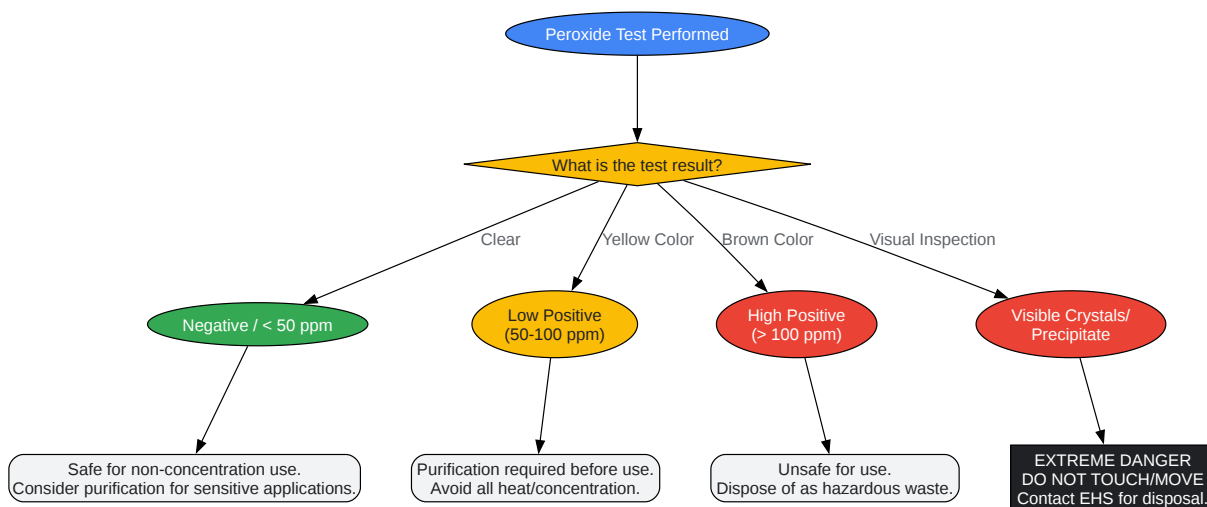 Peroxide Test Performed
What is the test result?
Clear
Yellow Color
Brown Color
Visual Inspection
Negative / < 50 ppm
Low Positive
(50-100 ppm)
High Positive
(> 100 ppm)
Visible Crystals/
Precipitate
Safe for non-concentration use.
Consider purification for sensitive applications.
Purification required before use.
Avoid all heat/concentration.
Unsafe for use.
Dispose of as hazardous waste.
EXTREME DANGER
DO NOT TOUCH/MOVE
Contact EHS for disposal.